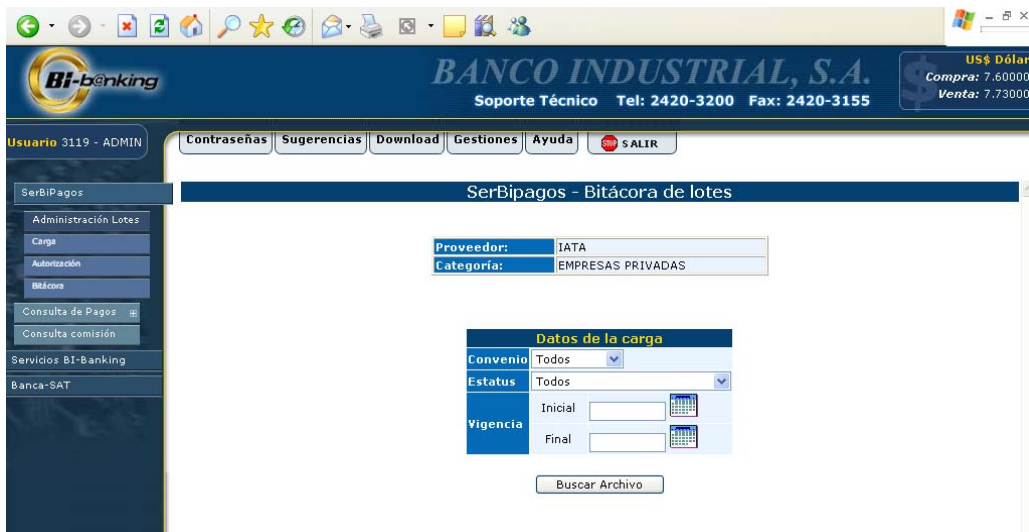 Bi-b@nking
BANCO INDUSTRIAL, S.A.
Soporte Técnico Tel: 2420-3200 Fax: 2420-3155
US$ Dólar
Compra: 7.60000
Venta: 7.73000
Usuario 3119 - ADMIN
Contraseñas Sugerencias Download Gestiones Ayuda STOP SALIR
SerBiPagos
Administración Lotes
Carga
Autorización
Bitácora
Consulta de Pagos
Consulta comisión
Servicios BI-Banking
Banca-SAT
SerBipagos - Bitácora de lotes
Proveedor: IATA
Categoría: EMPRESAS PRIVADAS
Datos de la carga
Convenio Todos
Estatus Todos
Vigencia
Inicial
Final
Buscar Archivo